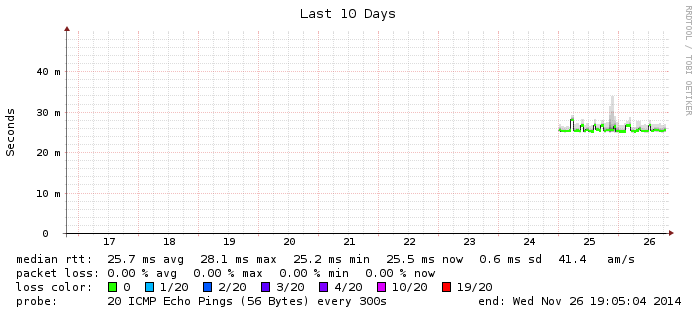 Last 10 Days
RRDTOOL / TOBI OETIKER
Seconds
40 m
30 m
20 m
10 m
0
17 18 19 20 21 22 23 24 25 26
median rtt: 25.7 ms avg 28.1 ms max 25.2 ms min 25.5 ms now 0.6 ms sd 41.4 am/s
packet loss: 0.00 % avg 0.00 % max 0.00 % min 0.00 % now
loss color: 0 1/20 2/20 3/20 4/20 10/20 19/20
probe: 20 ICMP Echo Pings (56 Bytes) every 300s end: Wed Nov 26 19:05:04 2014